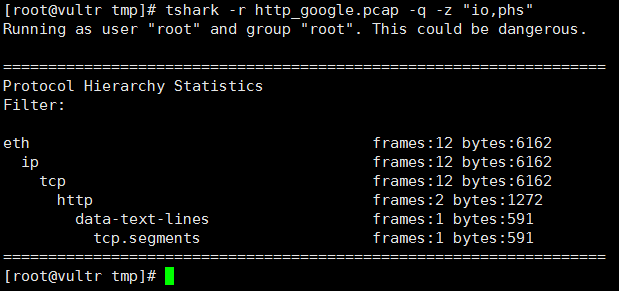 [root@vultr tmp]# tshark -r http_google.pcap -q -z "io,phs"
Running as user "root" and group "root". This could be dangerous.
===================================================================
Protocol Hierarchy Statistics
Filter:
eth                                      frames:12 bytes:6162
  ip                                     frames:12 bytes:6162
    tcp                                  frames:12 bytes:6162
      http                               frames:2 bytes:1272
        data-text-lines                  frames:1 bytes:591
          tcp.segments                   frames:1 bytes:591
===================================================================
[root@vultr tmp]#